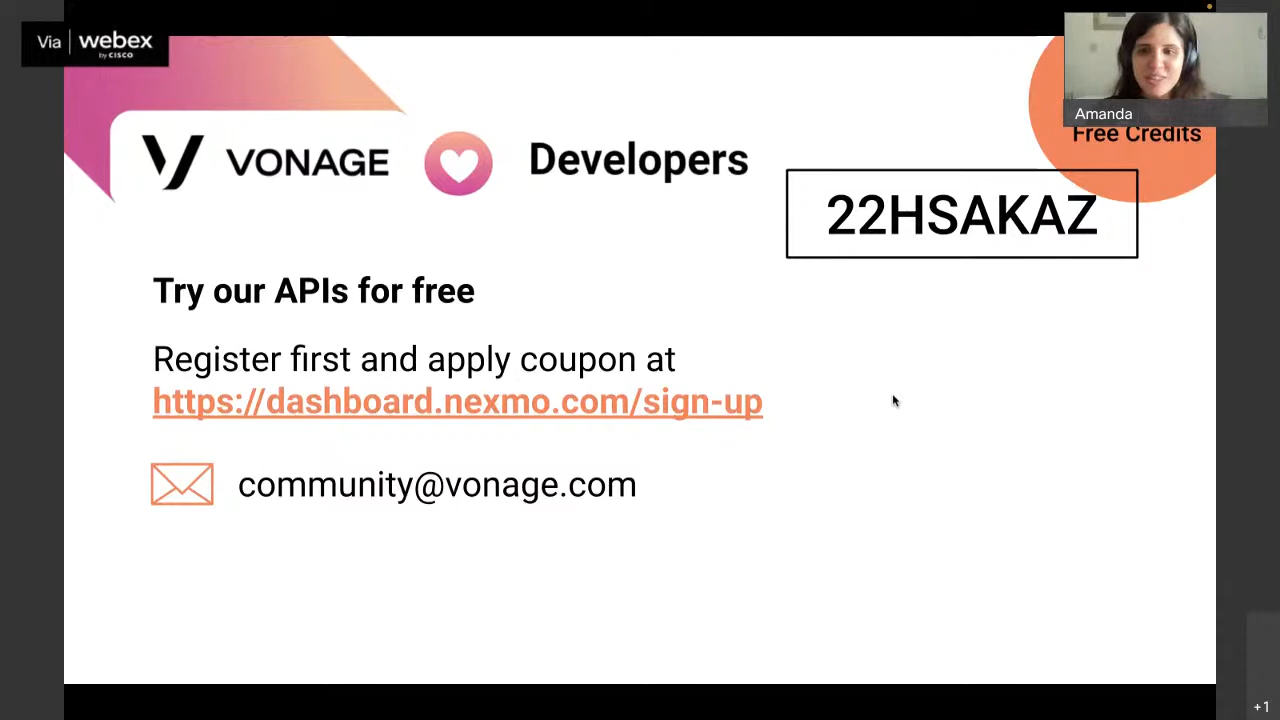 Via webex
by CISCO
Amanda
Free Credits
VONAGE Developers
22HSAKAZ
Try our APIs for free
Register first and apply coupon at
https://dashboard.nexmo.com/sign-up
community@vonage.com
+1